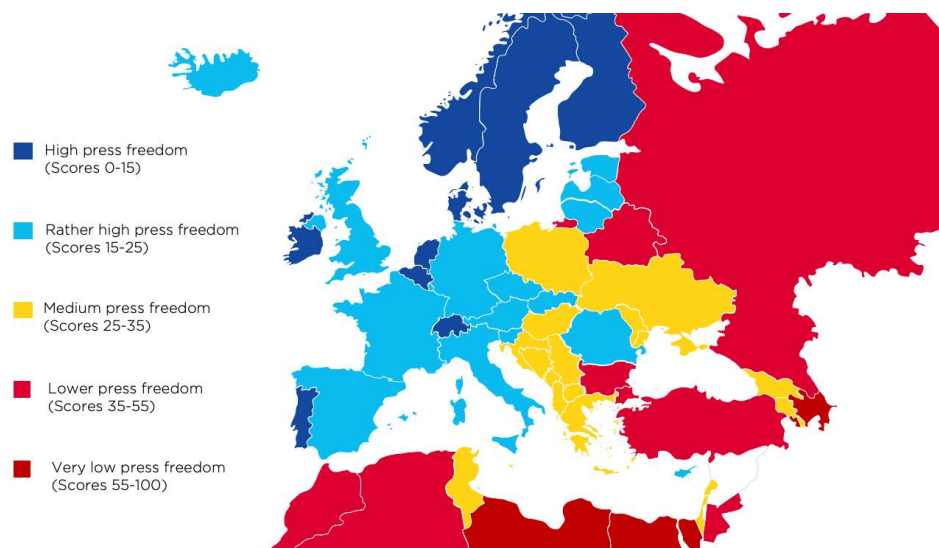 High press freedom
(Scores 0-15)
Rather high press freedom
(Scores 15-25)
Medium press freedom
(Scores 25-35)
Lower press freedom
(Scores 35-55)
Very low press freedom
(Scores 55-100)